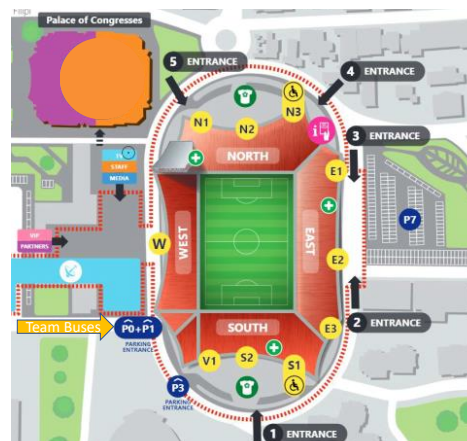 Palace of Congresses
5 ENTRANCE
4 ENTRANCE
N1
N2
N3
NORTH
3 ENTRANCE
STAFF
MEDIA
E1
P7
VIP
PARTNERS
W
WEST
EAST
E2
Team Buses
P0+P1
PARKING
ENTRANCE
SOUTH
E3
2 ENTRANCE
V1
S2
S1
P3
PARKING
ENTRANCE
1 ENTRANCE